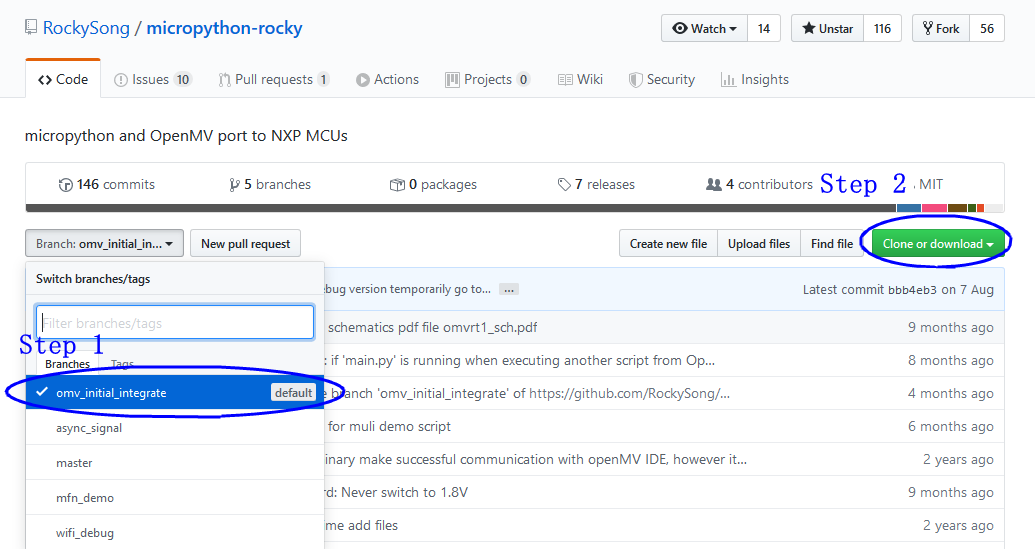 RockySong / micropython-rocky
Watch 14 Unstar 116 Fork 56
Code Issues 10 Pull requests 1 Actions Projects 0 Wiki Security Insights
micropython and OpenMV port to NXP MCUs
146 commits 5 branches 0 packages 7 releases 4 contributors Step 2 MIT
Branch: omv_initial_in... New pull request Create new file Upload files Find file Clone or download
Switch branches/tags
ebug version temporarily go to... ... Latest commit bbb4eb3 on 7 Aug
Filter branches/tags
schematics pdf file omvrt1_sch.pdf 9 months ago
Step 1
Branches Tags
: if 'main.py' is running when executing another script from Op... 8 months ago
omv_initial_integrate default
e branch 'omv_initial_integrate' of https://github.com/RockySong/... 4 months ago
async_signal
for muli demo script 6 months ago
master
inary make successful communication with openMV IDE, however it... 2 years ago
mfn_demo
rd: Never switch to 1.8V 9 months ago
wifi_debug
me add files 2 years ago